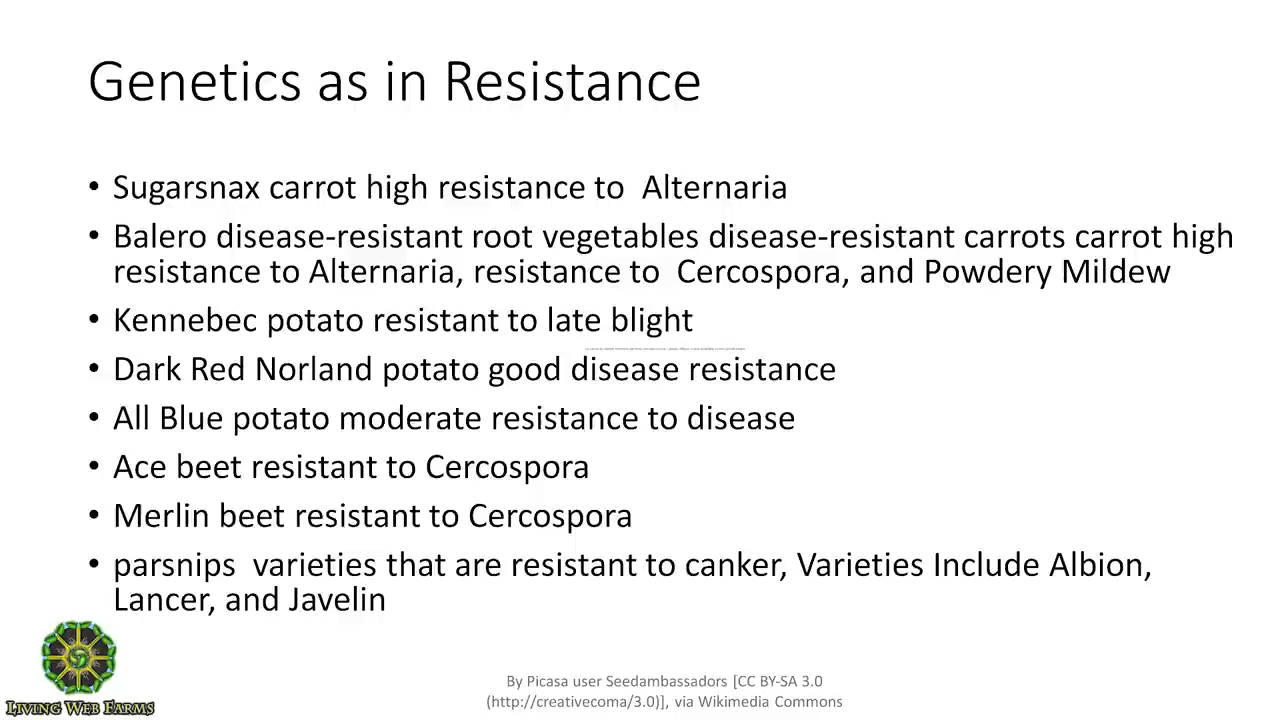 Genetics as in Resistance
• Sugarsnax carrot high resistance to  Alternaria
• Balero disease-resistant root vegetables disease-resistant carrots carrot high
resistance to Alternaria, resistance to  Cercospora, and Powdery Mildew
• Kennebec potato resistant to late blight
• Dark Red Norland potato good disease resistance
• All Blue potato moderate resistance to disease
• Ace beet resistant to Cercospora
• Merlin beet resistant to Cercospora
• parsnips  varieties that are resistant to canker, Varieties Include Albion,
Lancer, and Javelin
LIVING WEB FARMS
By Picasa user Seedambassadors [CC BY-SA 3.0
(http://creativecoma/3.0)], via Wikimedia Commons